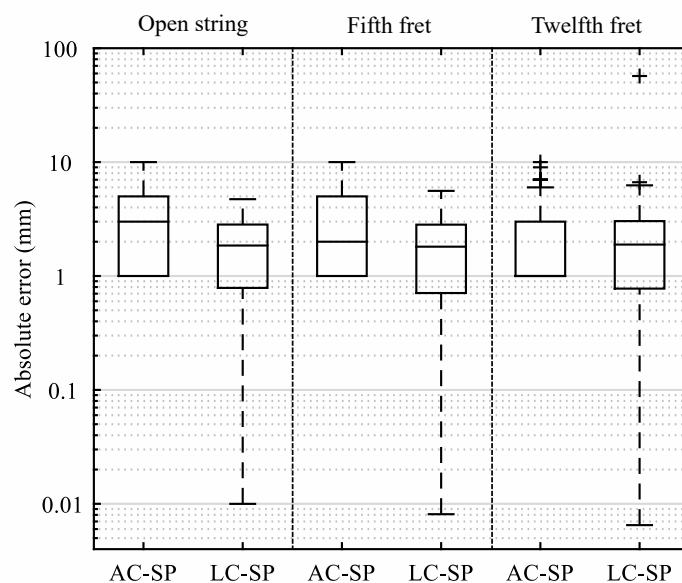 Open string Fifth fret Twelfth fret
100
10
1
0.1
0.01
Absolute error (mm)
AC-SP LC-SP AC-SP LC-SP AC-SP LC-SP